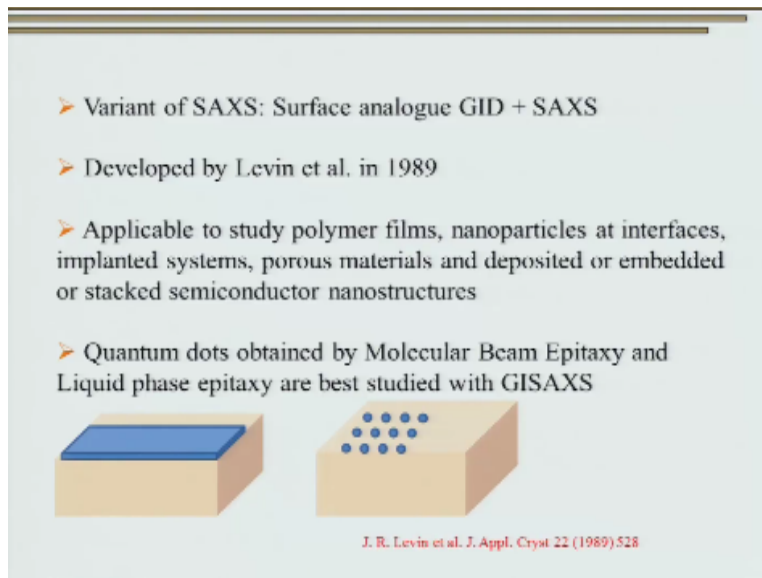 ➢ Variant of SAXS: Surface analogue GID + SAXS
➢ Developed by Levin et al. in 1989
➢ Applicable to study polymer films, nanoparticles at interfaces,
implanted systems, porous materials and deposited or embedded
or stacked semiconductor nanostructures
➢ Quantum dots obtained by Molecular Beam Epitaxy and
Liquid phase epitaxy are best studied with GISAXS
J. R. Levin et al. J. Appl. Cryst 22 (1989) 528